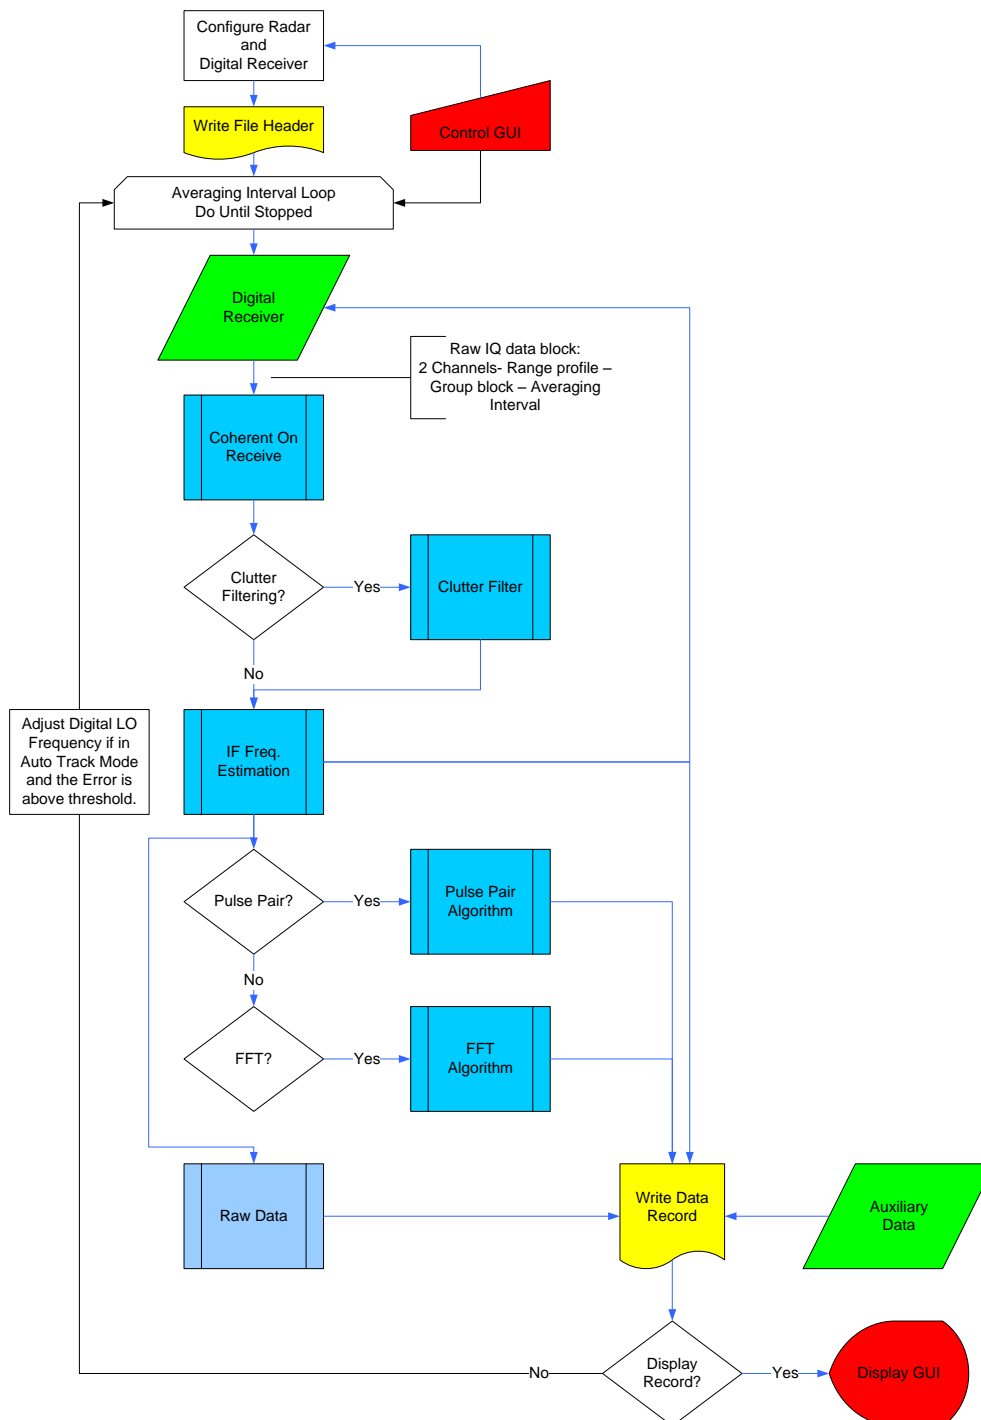 Configure Radar
and
Digital Receiver
Write File Header
Control GUI
Averaging Interval Loop
Do Until Stopped
Digital
Receiver
Raw IQ data block:
2 Channels- Range profile –
Group block – Averaging
Interval
Coherent On
Receive
Clutter
Filtering?
Yes
Clutter Filter
No
Adjust Digital LO
Frequency if in
Auto Track Mode
and the Error is
above threshold.
IF Freq.
Estimation
Pulse Pair?
Yes
Pulse Pair
Algorithm
No
FFT?
Yes
FFT
Algorithm
Raw Data
Write Data
Record
Auxiliary
Data
No
Display
Record?
Yes
Display GUI